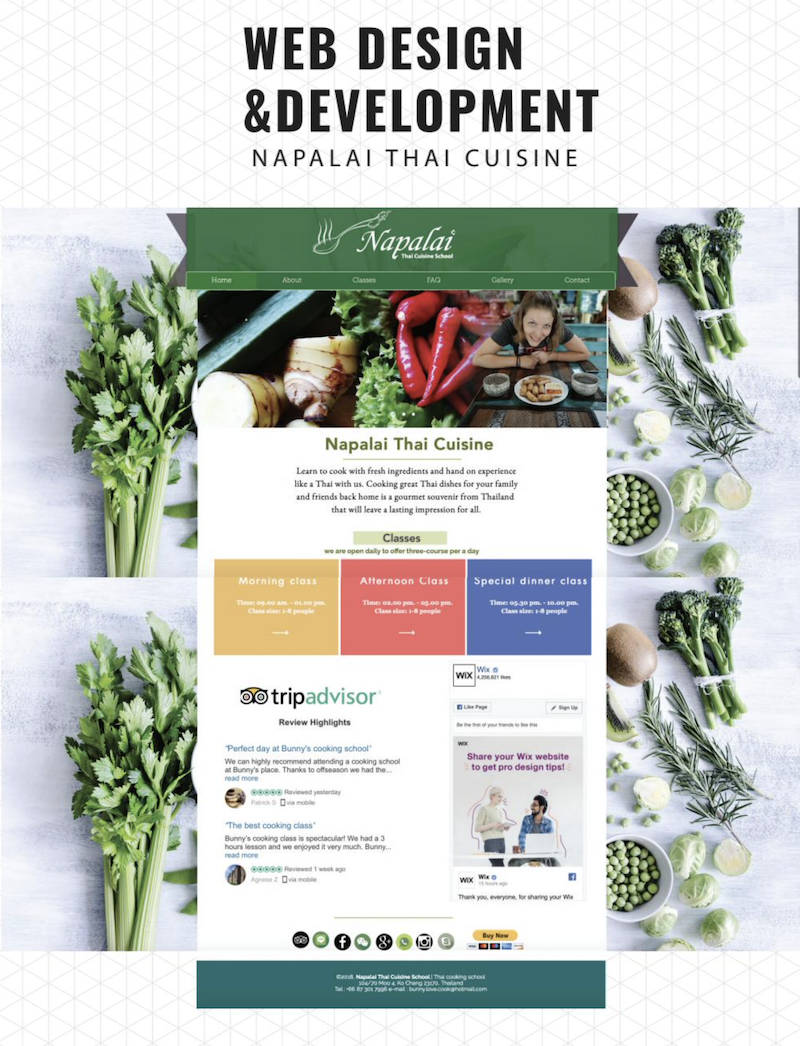 WEB DESIGN
&DEVELOPMENT
NAPALAI THAI CUISINE
Napalai
Thai Cuisine School
Home About Classes FAQ Gallery Contact
Napalai Thai Cuisine
Learn to cook with fresh ingredients and hand on experience
like a Thai with us. Cooking great Thai dishes for your family
and friends back home is a gourmet souvenir from Thailand
that will leave a lasting impression for all.
Classes
we are open daily to offer three-course per a day
Morning class
Time: 09.00 am. - 01.00 pm.
Class size: 1-8 people
Afternoon Class
Time: 02.00 pm. - 05.00 pm.
Class size: 1-8 people
Special dinner class
Time: 05.30 pm. - 10.00 pm.
Class size: 1-8 people
tripadvisor
Review Highlights
"Perfect day at Bunny's cooking school"
We can highly recommend attending a cooking school
at Bunny's place. Thanks to offseason we had the...
read more
Reviewed yesterday
Patrick S via mobile
"The best cooking class"
Bunny's cooking class is spectacular! We had a 3
hours lesson and we enjoyed it very much. Bunny...
read more
Reviewed 1 week ago
Agnese Z via mobile
WiX
Wix
4,256,821 likes
Like Page
Sign Up
Be the first of your friends to like this
WiX
Share your Wix website
to get pro design tips!
WiX
Wix
15 hours ago
Thank you, everyone, for sharing your Wix
Buy Now
©2018, Napalai Thai Cuisine School | Thai cooking school
104/70 Moo 4, Ko Chang 23170, Thailand
Tel : +66 87 301 7996 e-mail : bunny.love.cook@hotmail.com